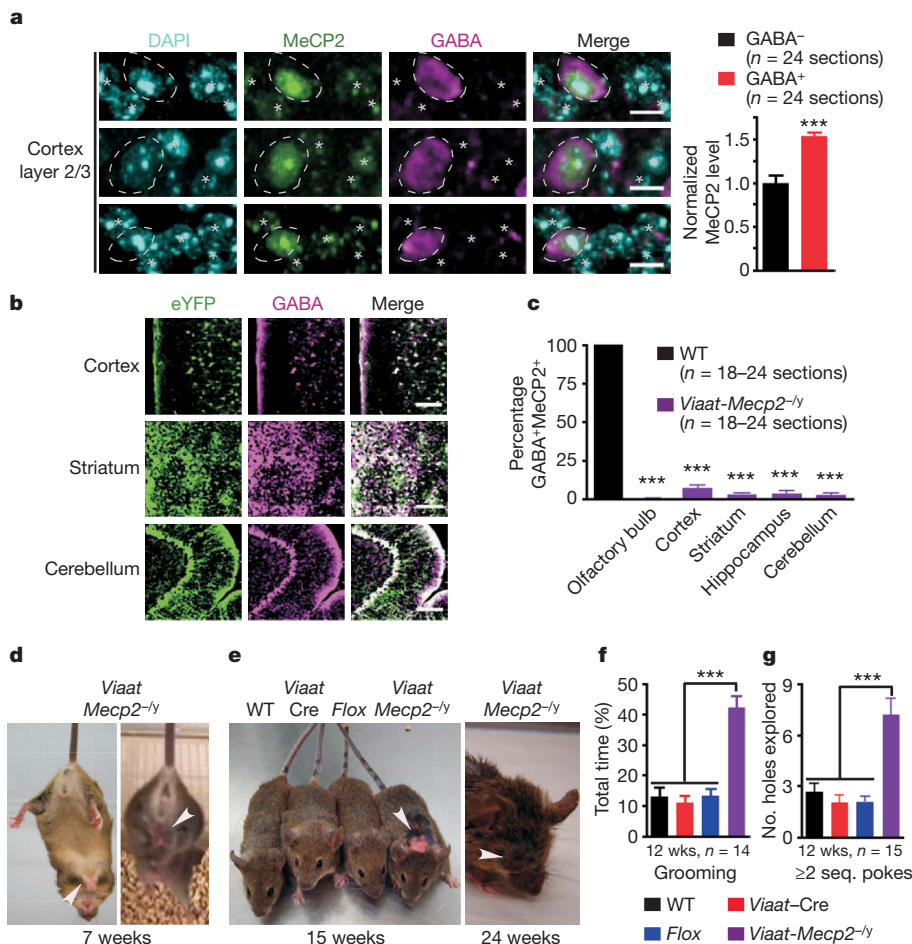 a
DAPI MeCP2 GABA Merge
Cortex
layer 2/3
GABA⁻
(n = 24 sections)
GABA⁺
(n = 24 sections)
Normalized
MeCP2 level
1.5
1.0
0.5
0
***
b
eYFP GABA Merge
Cortex
Striatum
Cerebellum
c
Percentage
GABA⁺MeCP2⁺
100
75
50
25
0
WT
(n = 18–24 sections)
Viaat-Mecp2⁻/ʸ
(n = 18–24 sections)
*** *** *** *** ***
Olfactory bulb
Cortex
Striatum
Hippocampus
Cerebellum
d
Viaat
Mecp2⁻/ʸ
7 weeks
e
Viaat Viaat Viaat
WT Cre Flox Mecp2⁻/ʸ Mecp2⁻/ʸ
15 weeks 24 weeks
f
Total time (%)
50
40
30
20
10
0
***
12 wks, n = 14
Grooming
g
No. holes explored
9
6
3
0
***
12 wks, n = 15
≥2 seq. pokes
WT Viaat–Cre
Flox Viaat-Mecp2⁻/ʸ